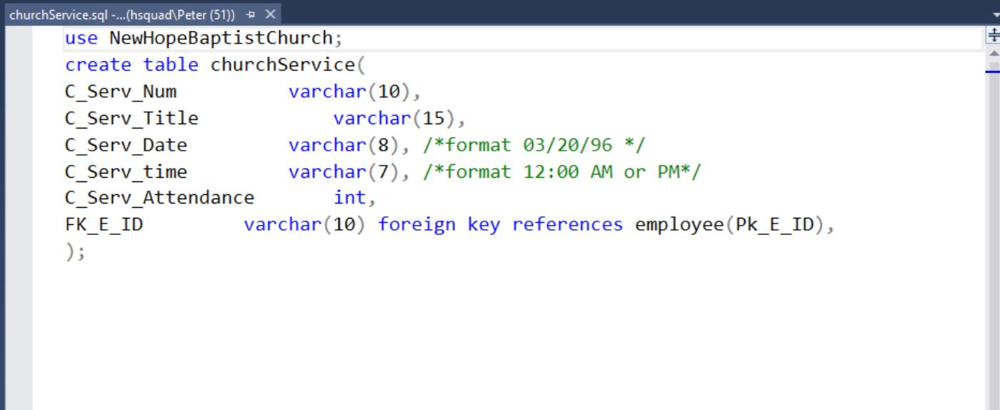 churchService.sql -...(hsquad\Peter (51))
use NewHopeBaptistChurch;
create table churchService(
C_Serv_Num varchar(10),
C_Serv_Title varchar(15),
C_Serv_Date varchar(8), /*format 03/20/96 */
C_Serv_time varchar(7), /*format 12:00 AM or PM*/
C_Serv_Attendance int,
FK_E_ID varchar(10) foreign key references employee(Pk_E_ID),
);